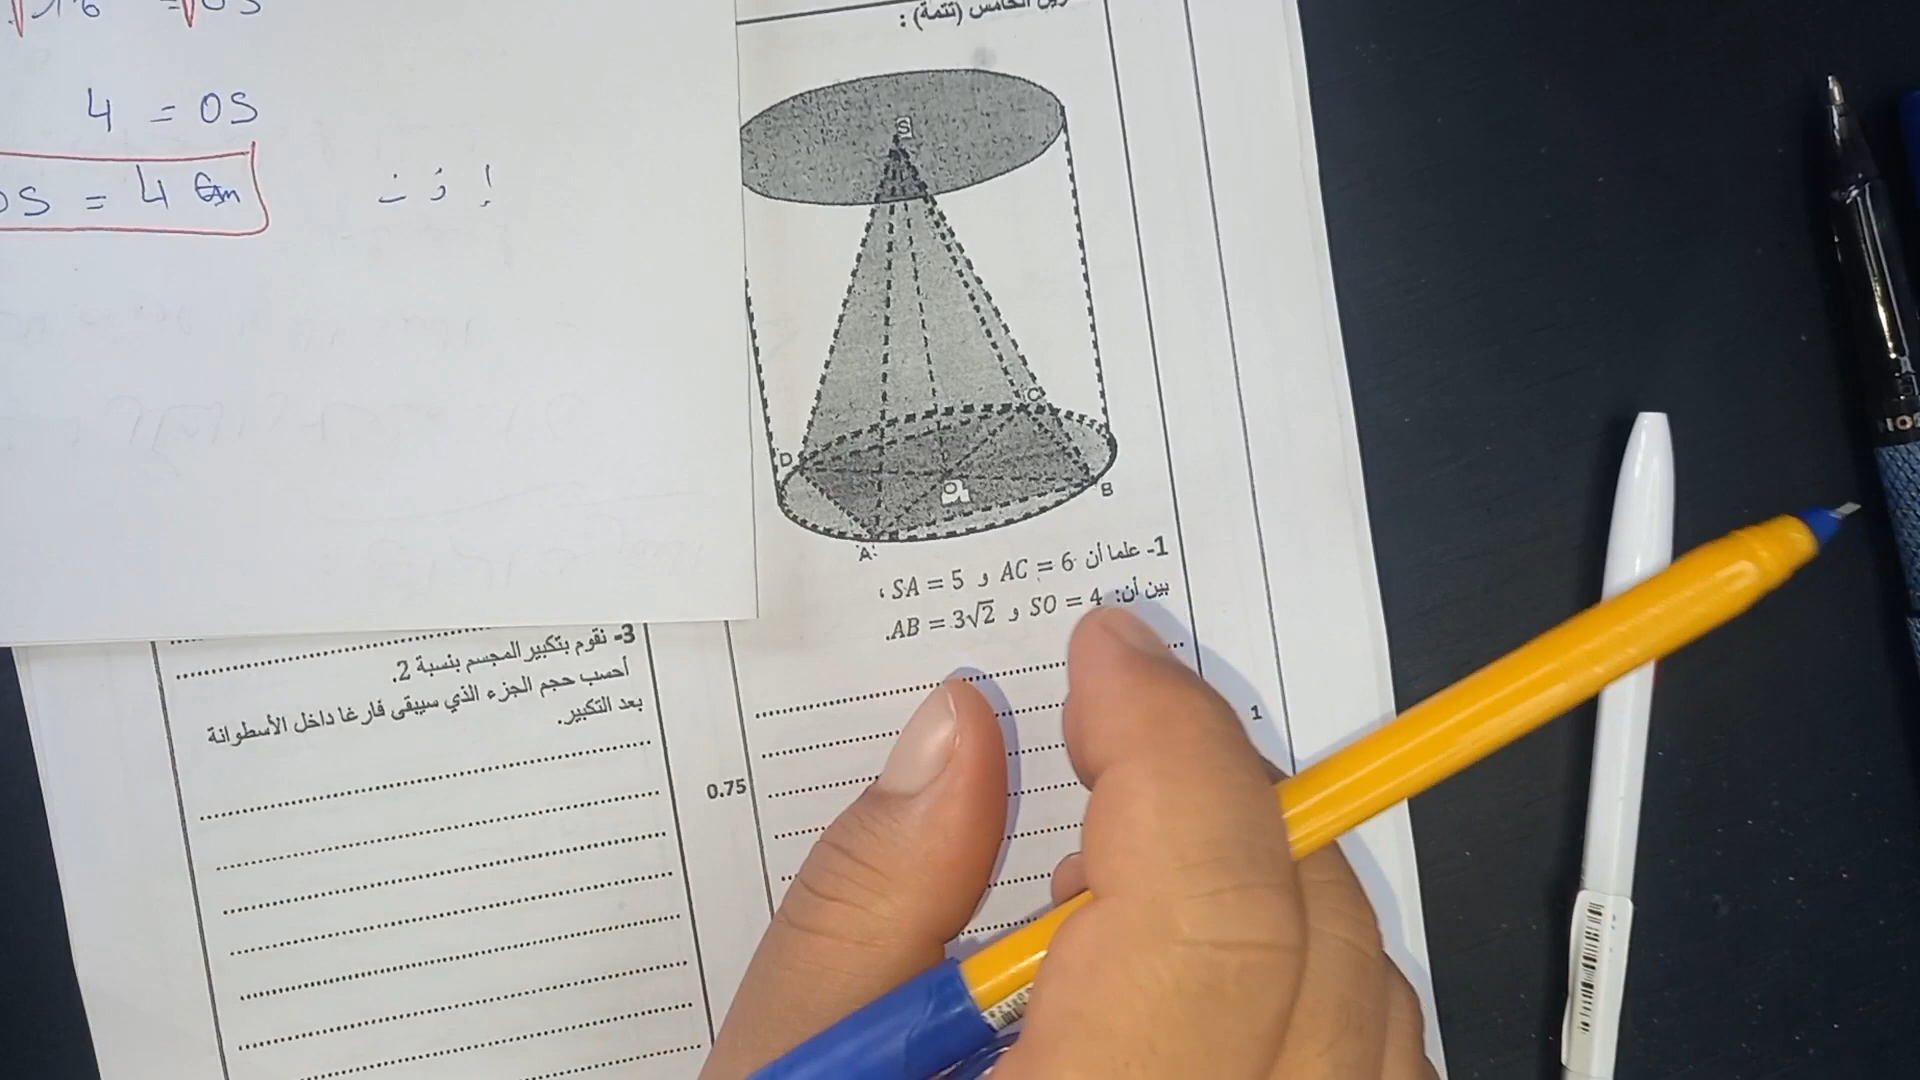 4 = OS
إذن
OS = 4 cm
الخامس (تتمة) :
S
D
C
O
B
A
1- علما أن AC = 6 و SA = 5 ،
بين أن: SO = 4 و AB = 3√2.
1
3- نقوم بتكبير المجسم بنسبة 2.
أحسب حجم الجزء الذي سيبقى فارغا داخل الأسطوانة
بعد التكبير.
0.75